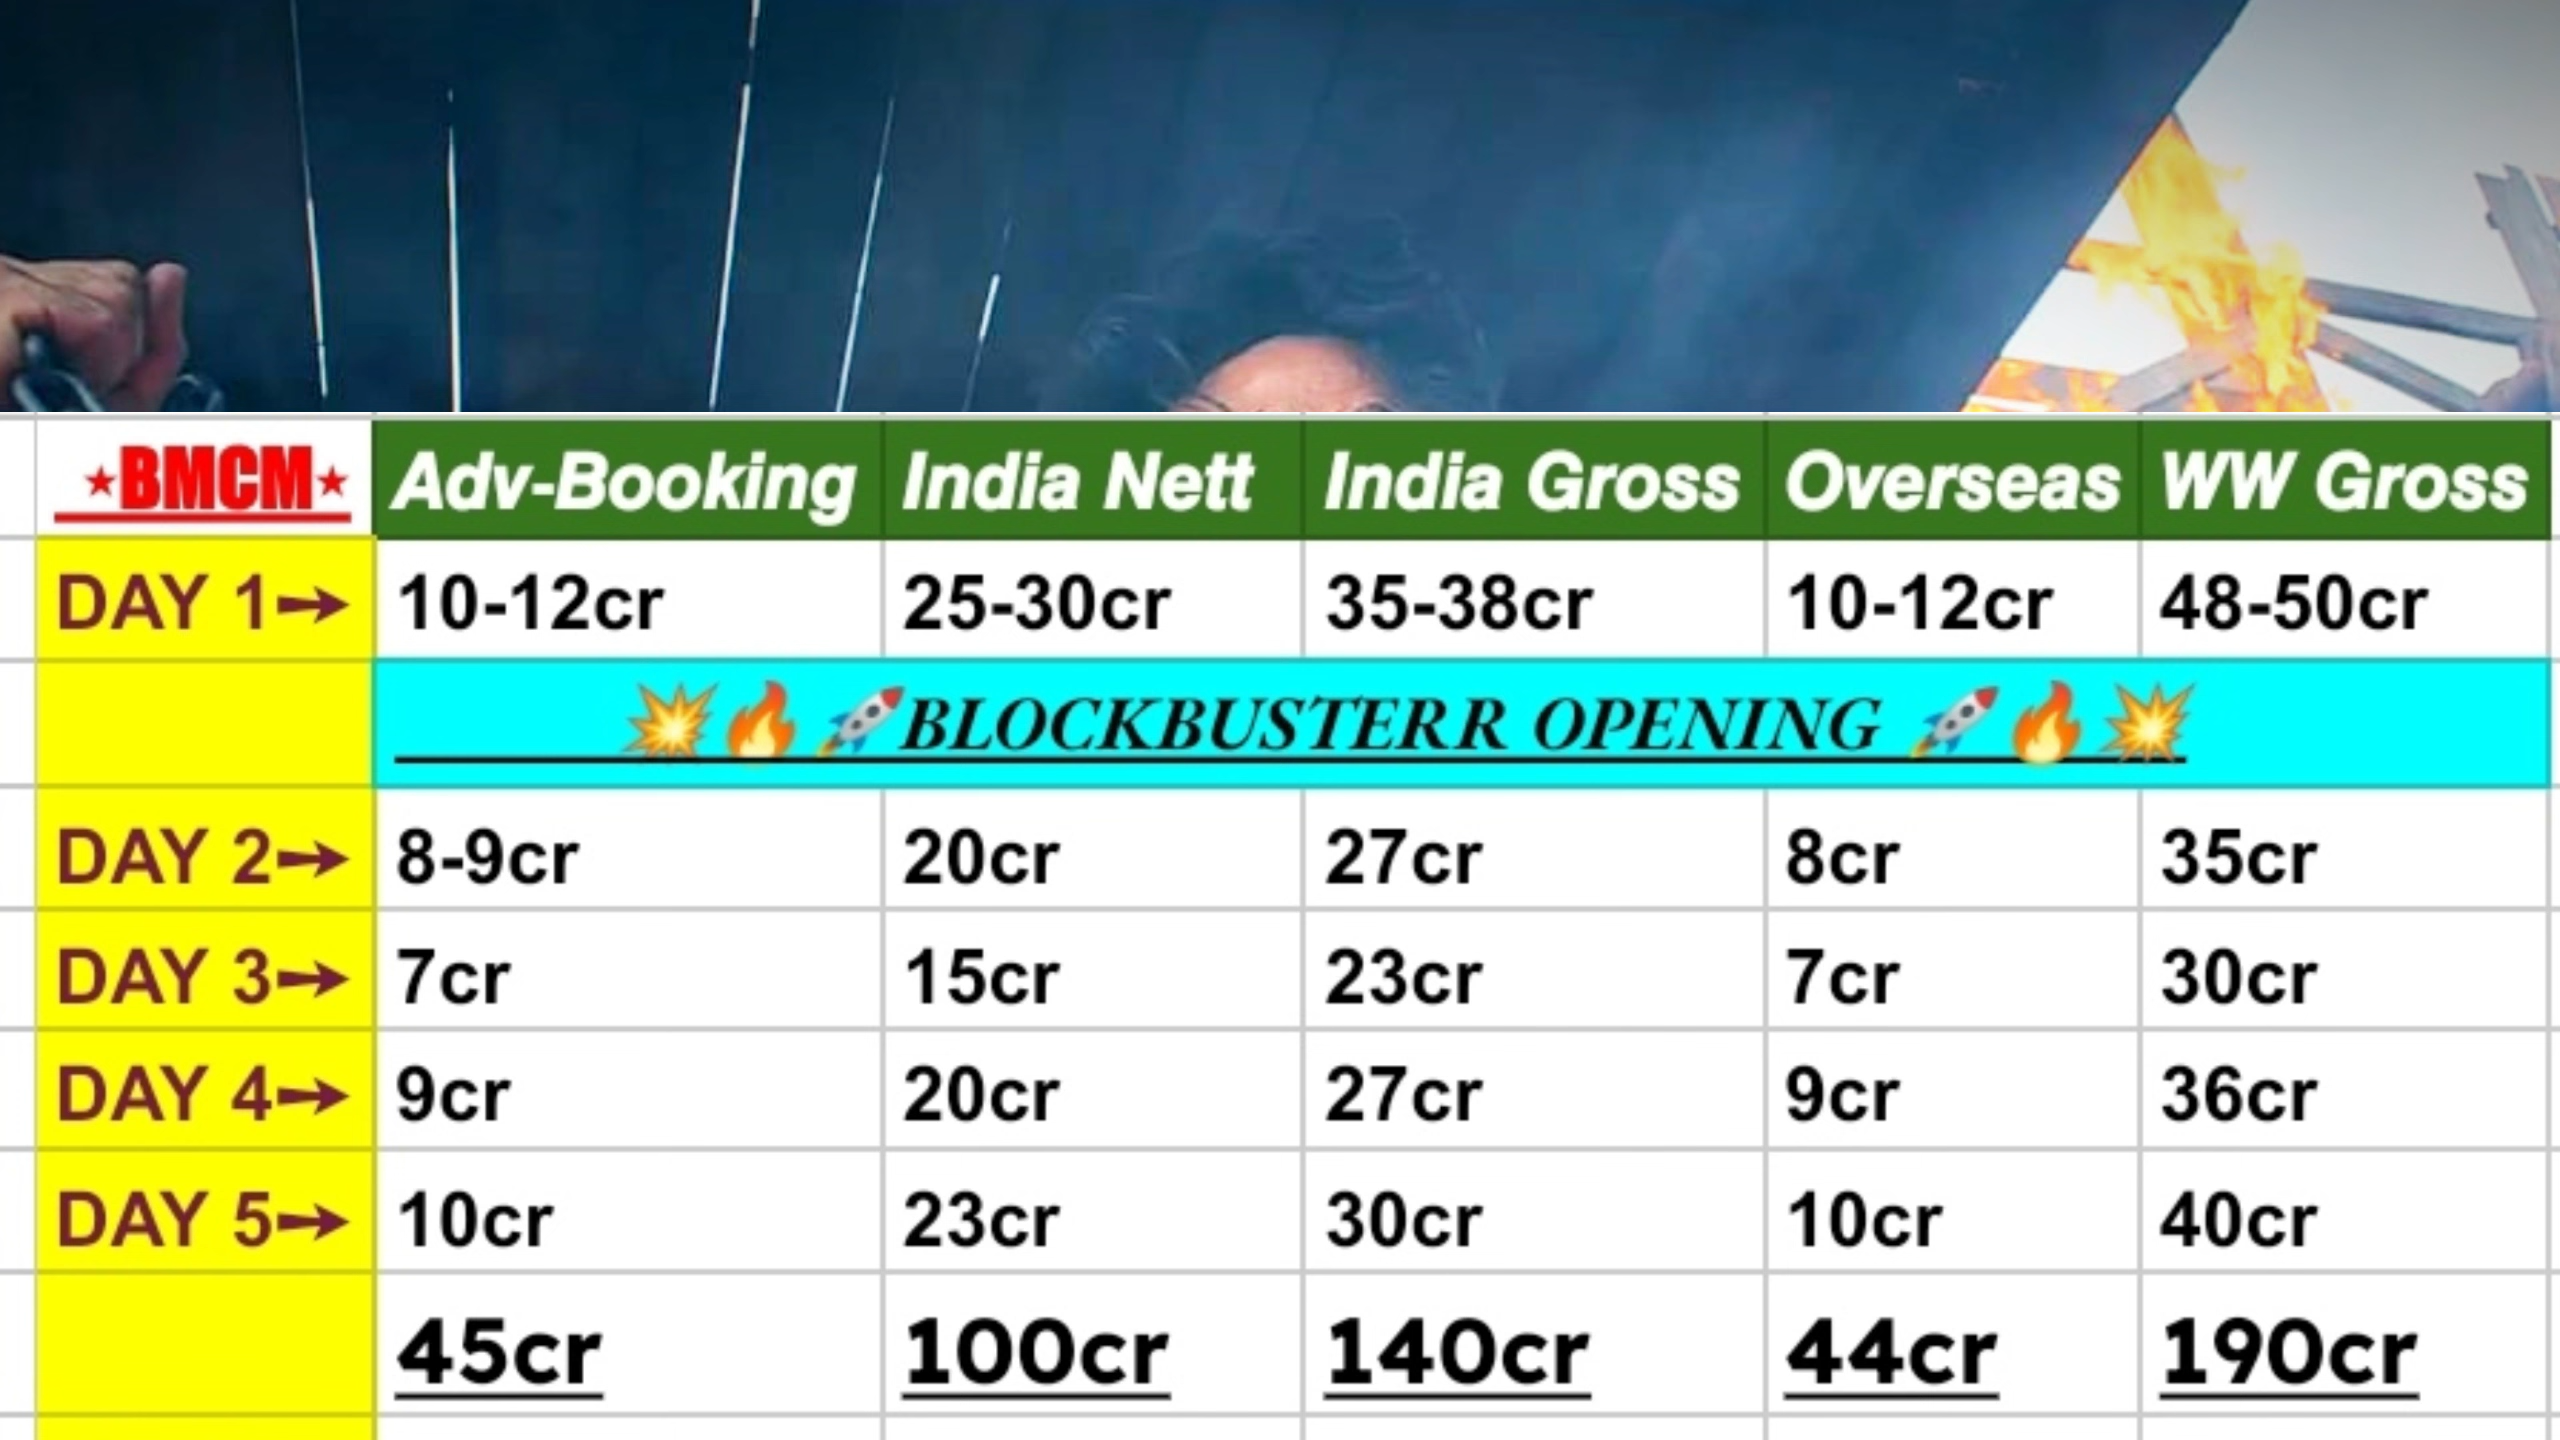 ★BMCM★ Adv-Booking India Nett India Gross Overseas WW Gross
DAY 1→ 10-12cr 25-30cr 35-38cr 10-12cr 48-50cr
💥🔥🚀BLOCKBUSTERR OPENING 🚀🔥💥
DAY 2→ 8-9cr 20cr 27cr 8cr 35cr
DAY 3→ 7cr 15cr 23cr 7cr 30cr
DAY 4→ 9cr 20cr 27cr 9cr 36cr
DAY 5→ 10cr 23cr 30cr 10cr 40cr
45cr 100cr 140cr 44cr 190cr